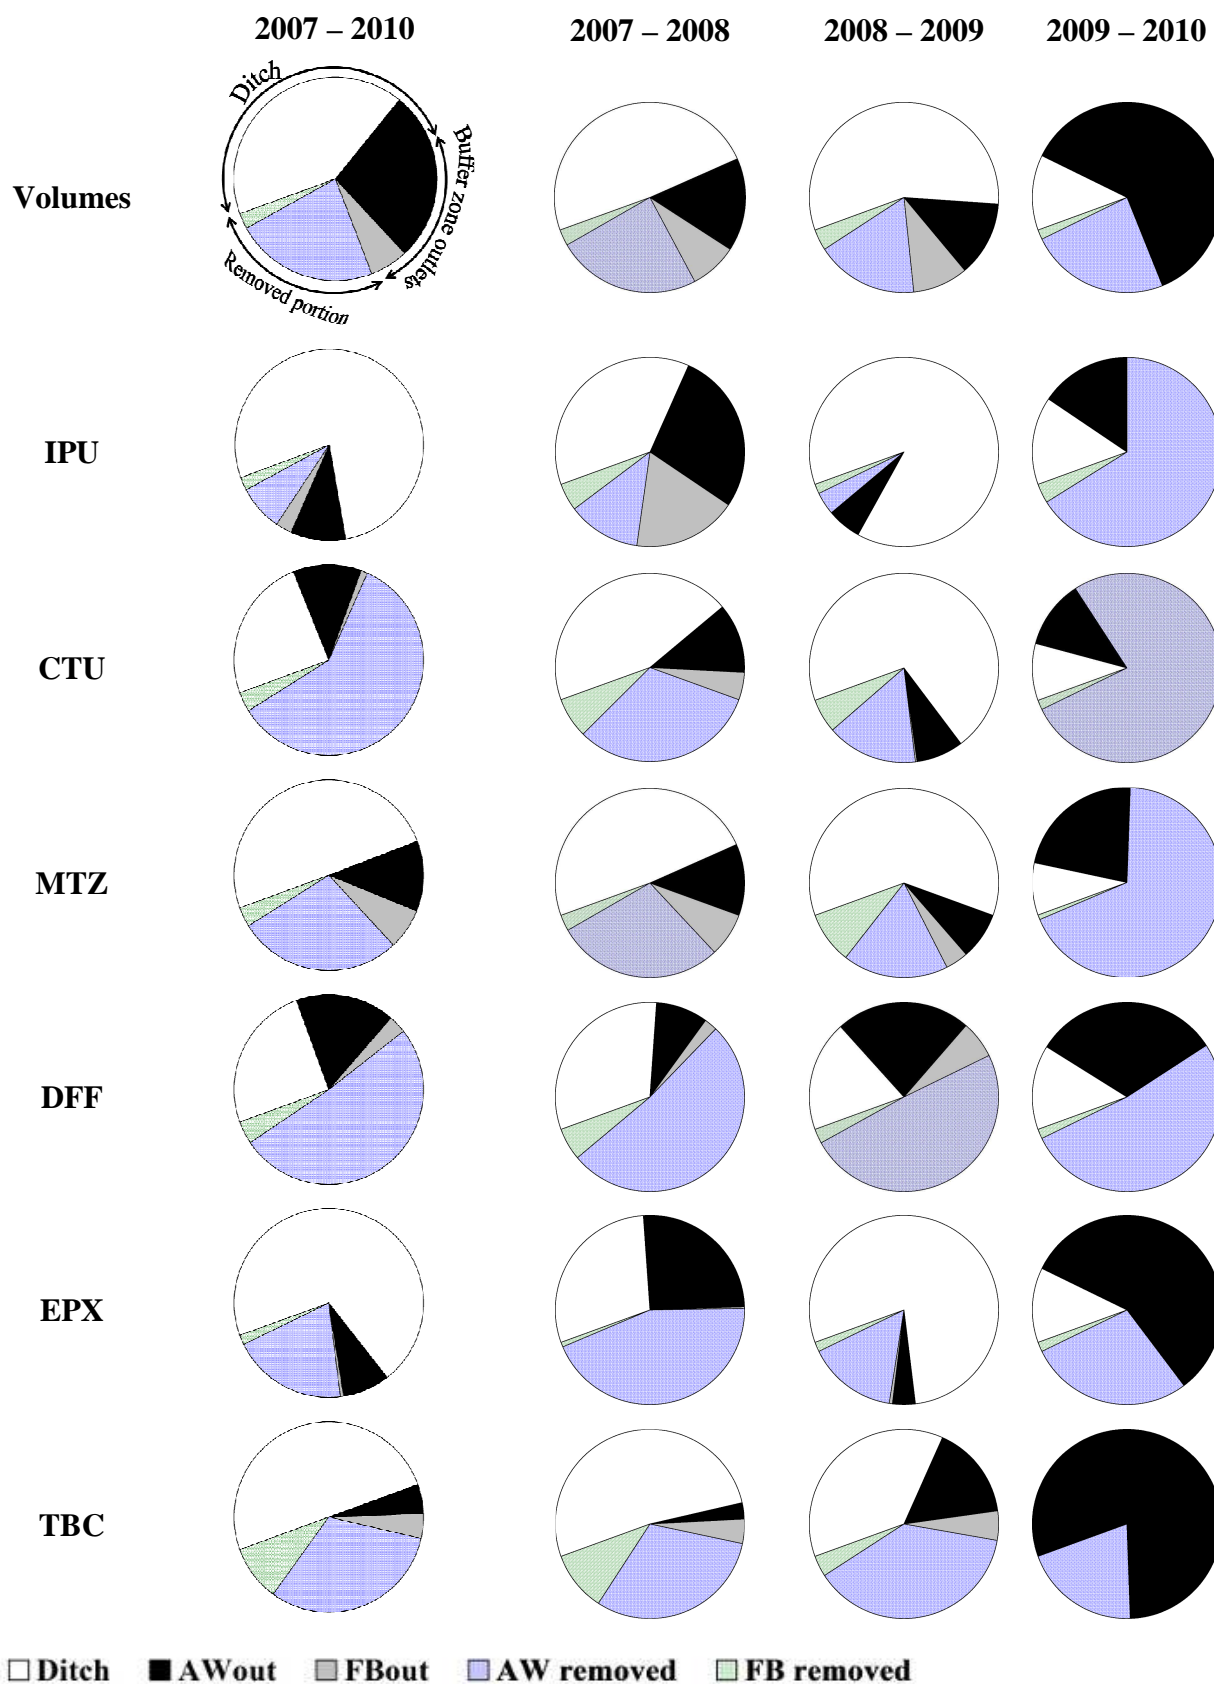 2007 – 2010 2007 – 2008 2008 – 2009 2009 – 2010
Ditch
Buffer zone outlets
Volumes
Removed portion
IPU
CTU
MTZ
DFF
EPX
TBC
Ditch AWout FBout AW removed FB removed